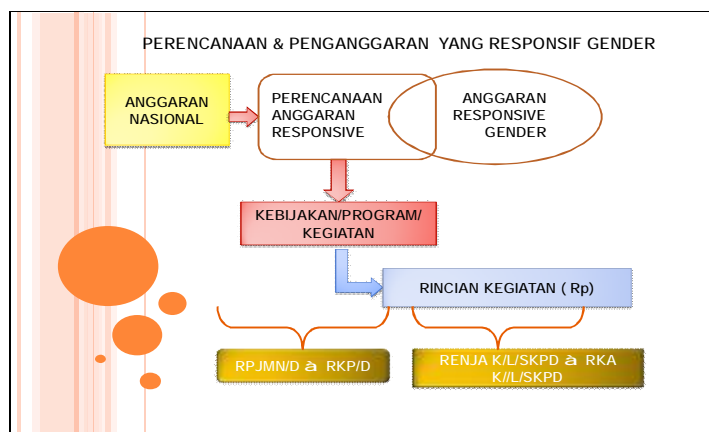 PERENCANAAN & PENGANGGARAN YANG RESPONSIF GENDER
ANGGARAN
NASIONAL
PERENCANAAN
ANGGARAN
RESPONSIVE
ANGGARAN
RESPONSIVE
GENDER
KEBIJAKAN/PROGRAM/
KEGIATAN
RINCIAN KEGIATAN ( Rp)
RPJMN/D à RKP/D
RENJA K/L/SKPD à RKA
K//L/SKPD